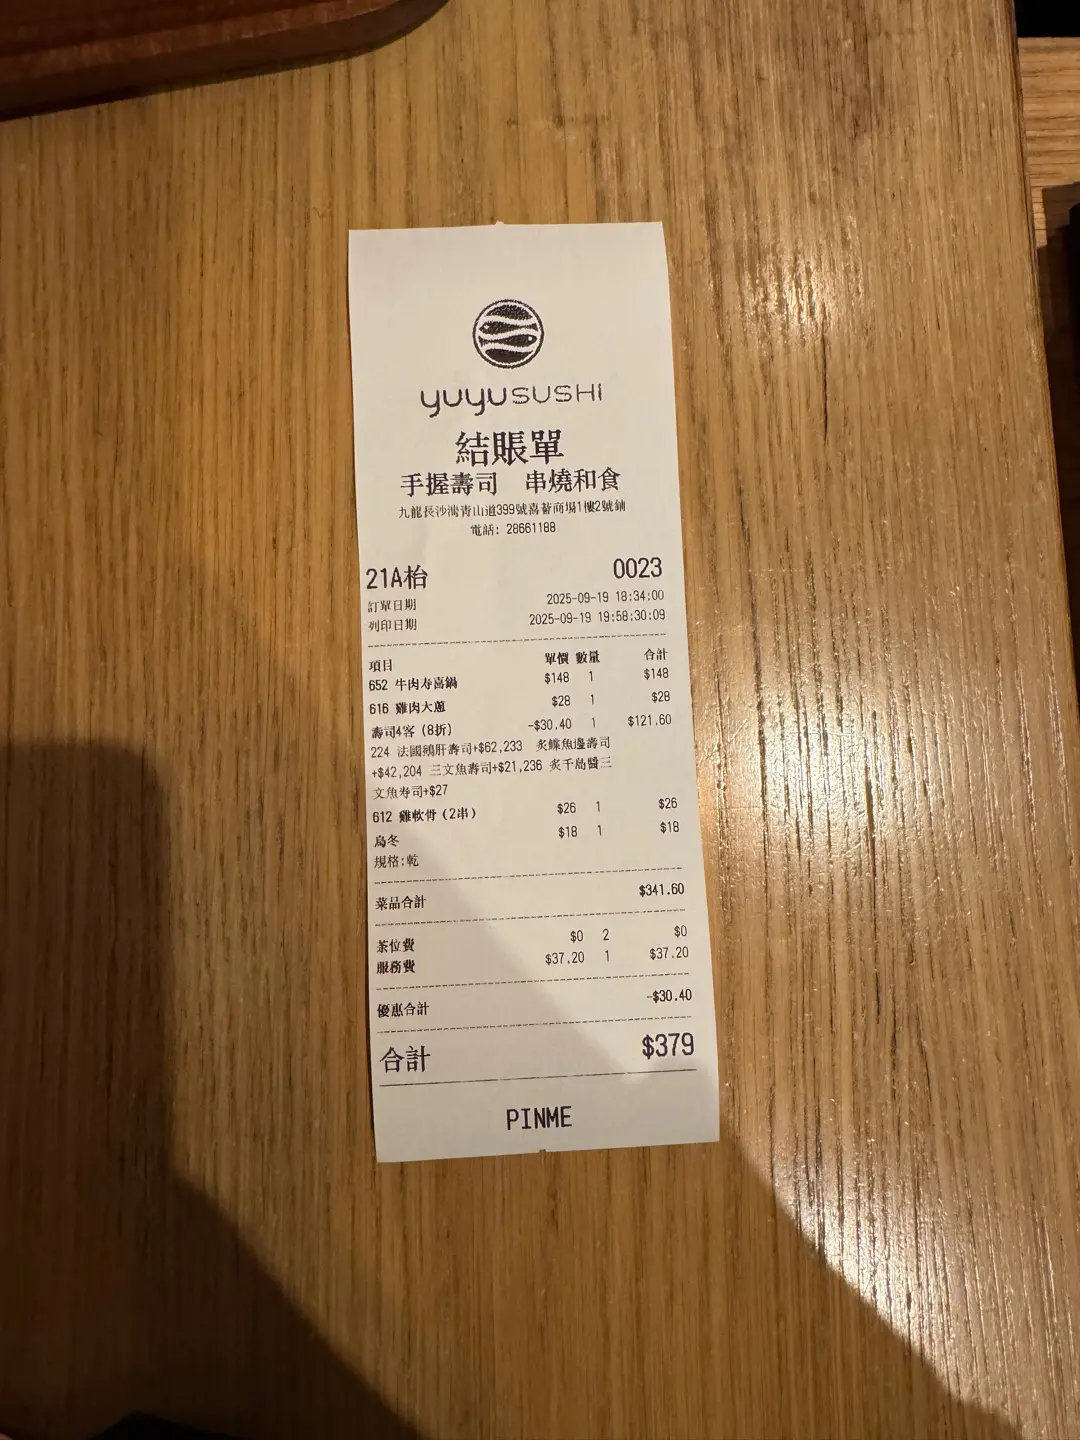 yuyu SUSHI
結賬單
手握壽司 串燒和食
九龍長沙灣青山道399號喜薈商場1樓2號鋪
電話: 28661188
21A枱 0023
訂單日期 2025-09-19 18:34:00
列印日期 2025-09-19 19:58:30:09
項目 單價 數量 合計
652 牛肉寿喜鍋 $148 1 $148
616 雞肉大蔥 $28 1 $28
壽司4客 (8折) -$30.40 1 $121.60
224 法國鵝肝壽司+$62,233 炙鰈魚邊壽司
+$42,204 三文魚壽司+$21,236 炙千島醬三
文魚寿司+$27
612 雞軟骨 (2串) $26 1 $26
烏冬 $18 1 $18
規格:乾
菜品合計 $341.60
茶位費 $0 2 $0
服務費 $37.20 1 $37.20
優惠合計 -$30.40
合計 $379
PINME